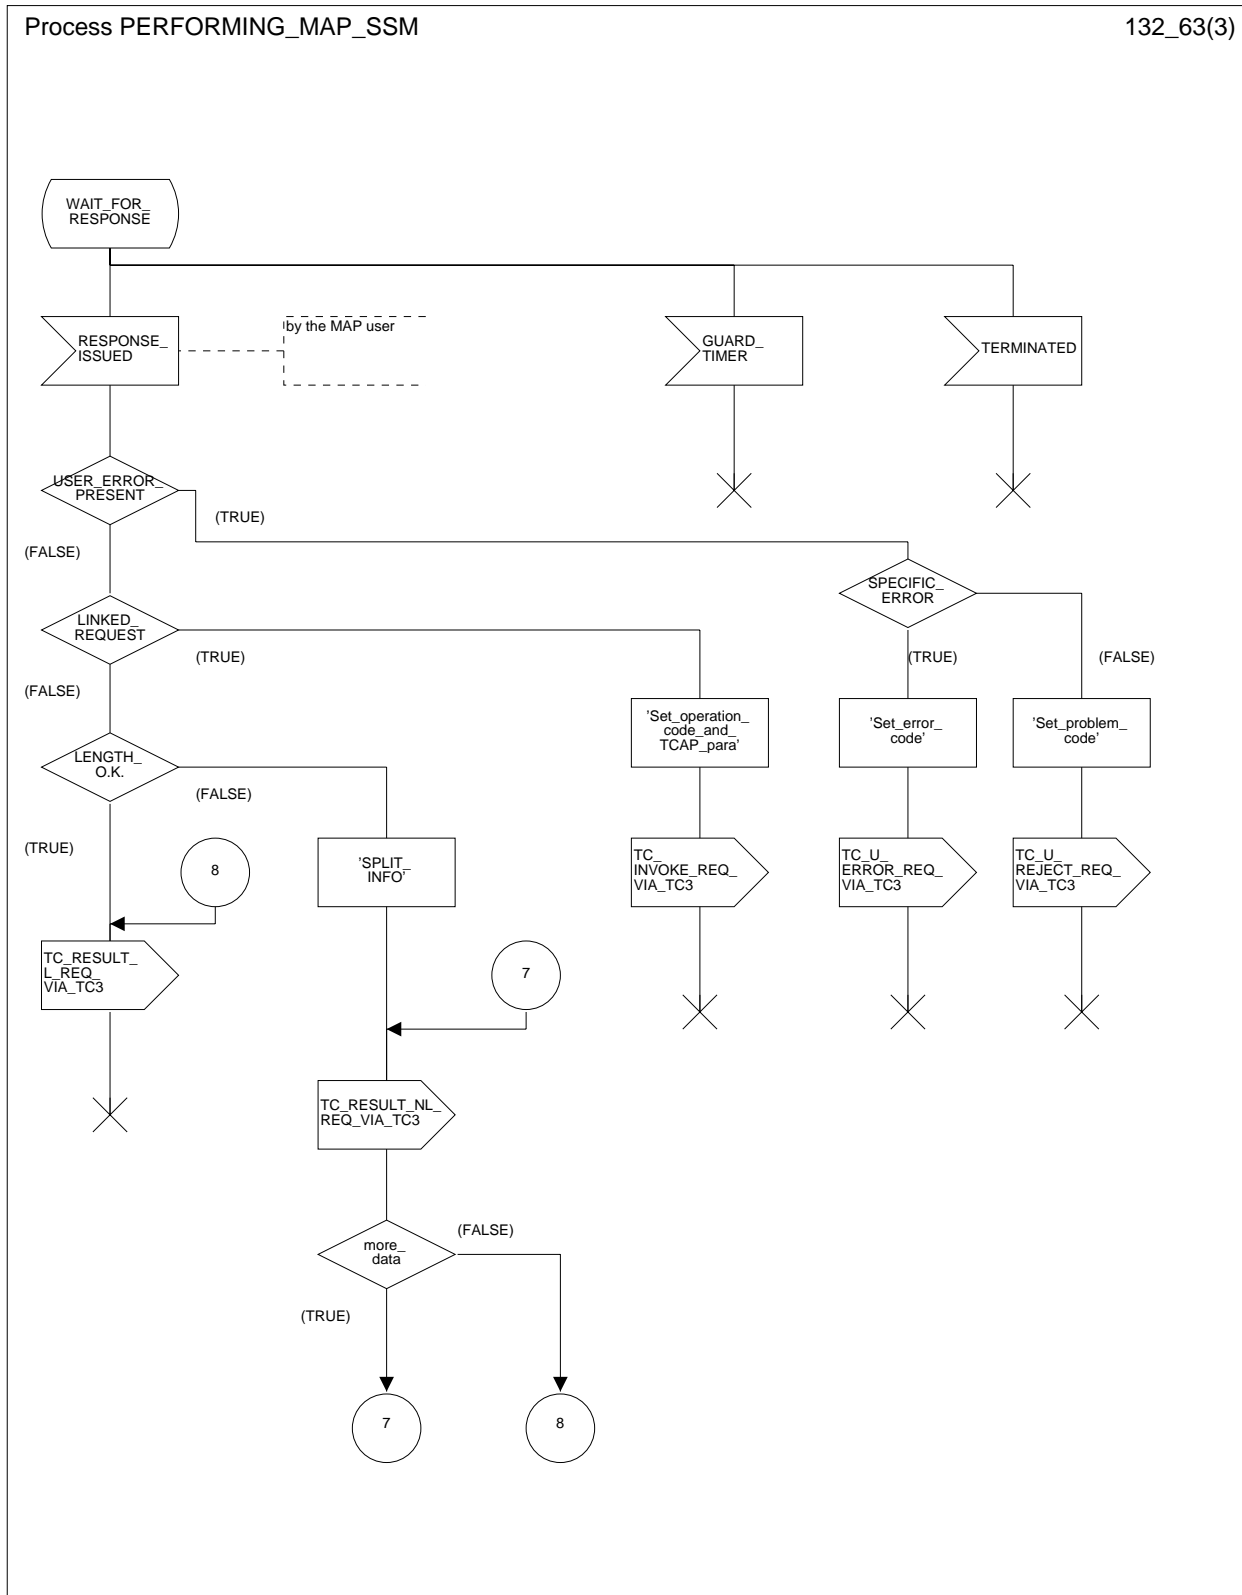 Process PERFORMING_MAP_SSM
132_63(3)
WAIT_FOR_
RESPONSE
RESPONSE_
ISSUED
by the MAP user
GUARD_
TIMER
TERMINATED
USER_ERROR_
PRESENT
(TRUE)
(FALSE)
SPECIFIC_
ERROR
LINKED_
REQUEST
(TRUE)
(TRUE)
(FALSE)
(FALSE)
'Set_operation_
code_and_
TCAP_para'
'Set_error_
code'
'Set_problem_
code'
LENGTH_
O.K.
(FALSE)
(TRUE)
8
'SPLIT_
INFO'
TC_
INVOKE_REQ_
VIA_TC3
TC_U_
ERROR_REQ_
VIA_TC3
TC_U_
REJECT_REQ_
VIA_TC3
TC_RESULT_
L_REQ_
VIA_TC3
7
TC_RESULT_NL_
REQ_VIA_TC3
more_
data
(FALSE)
(TRUE)
7
8